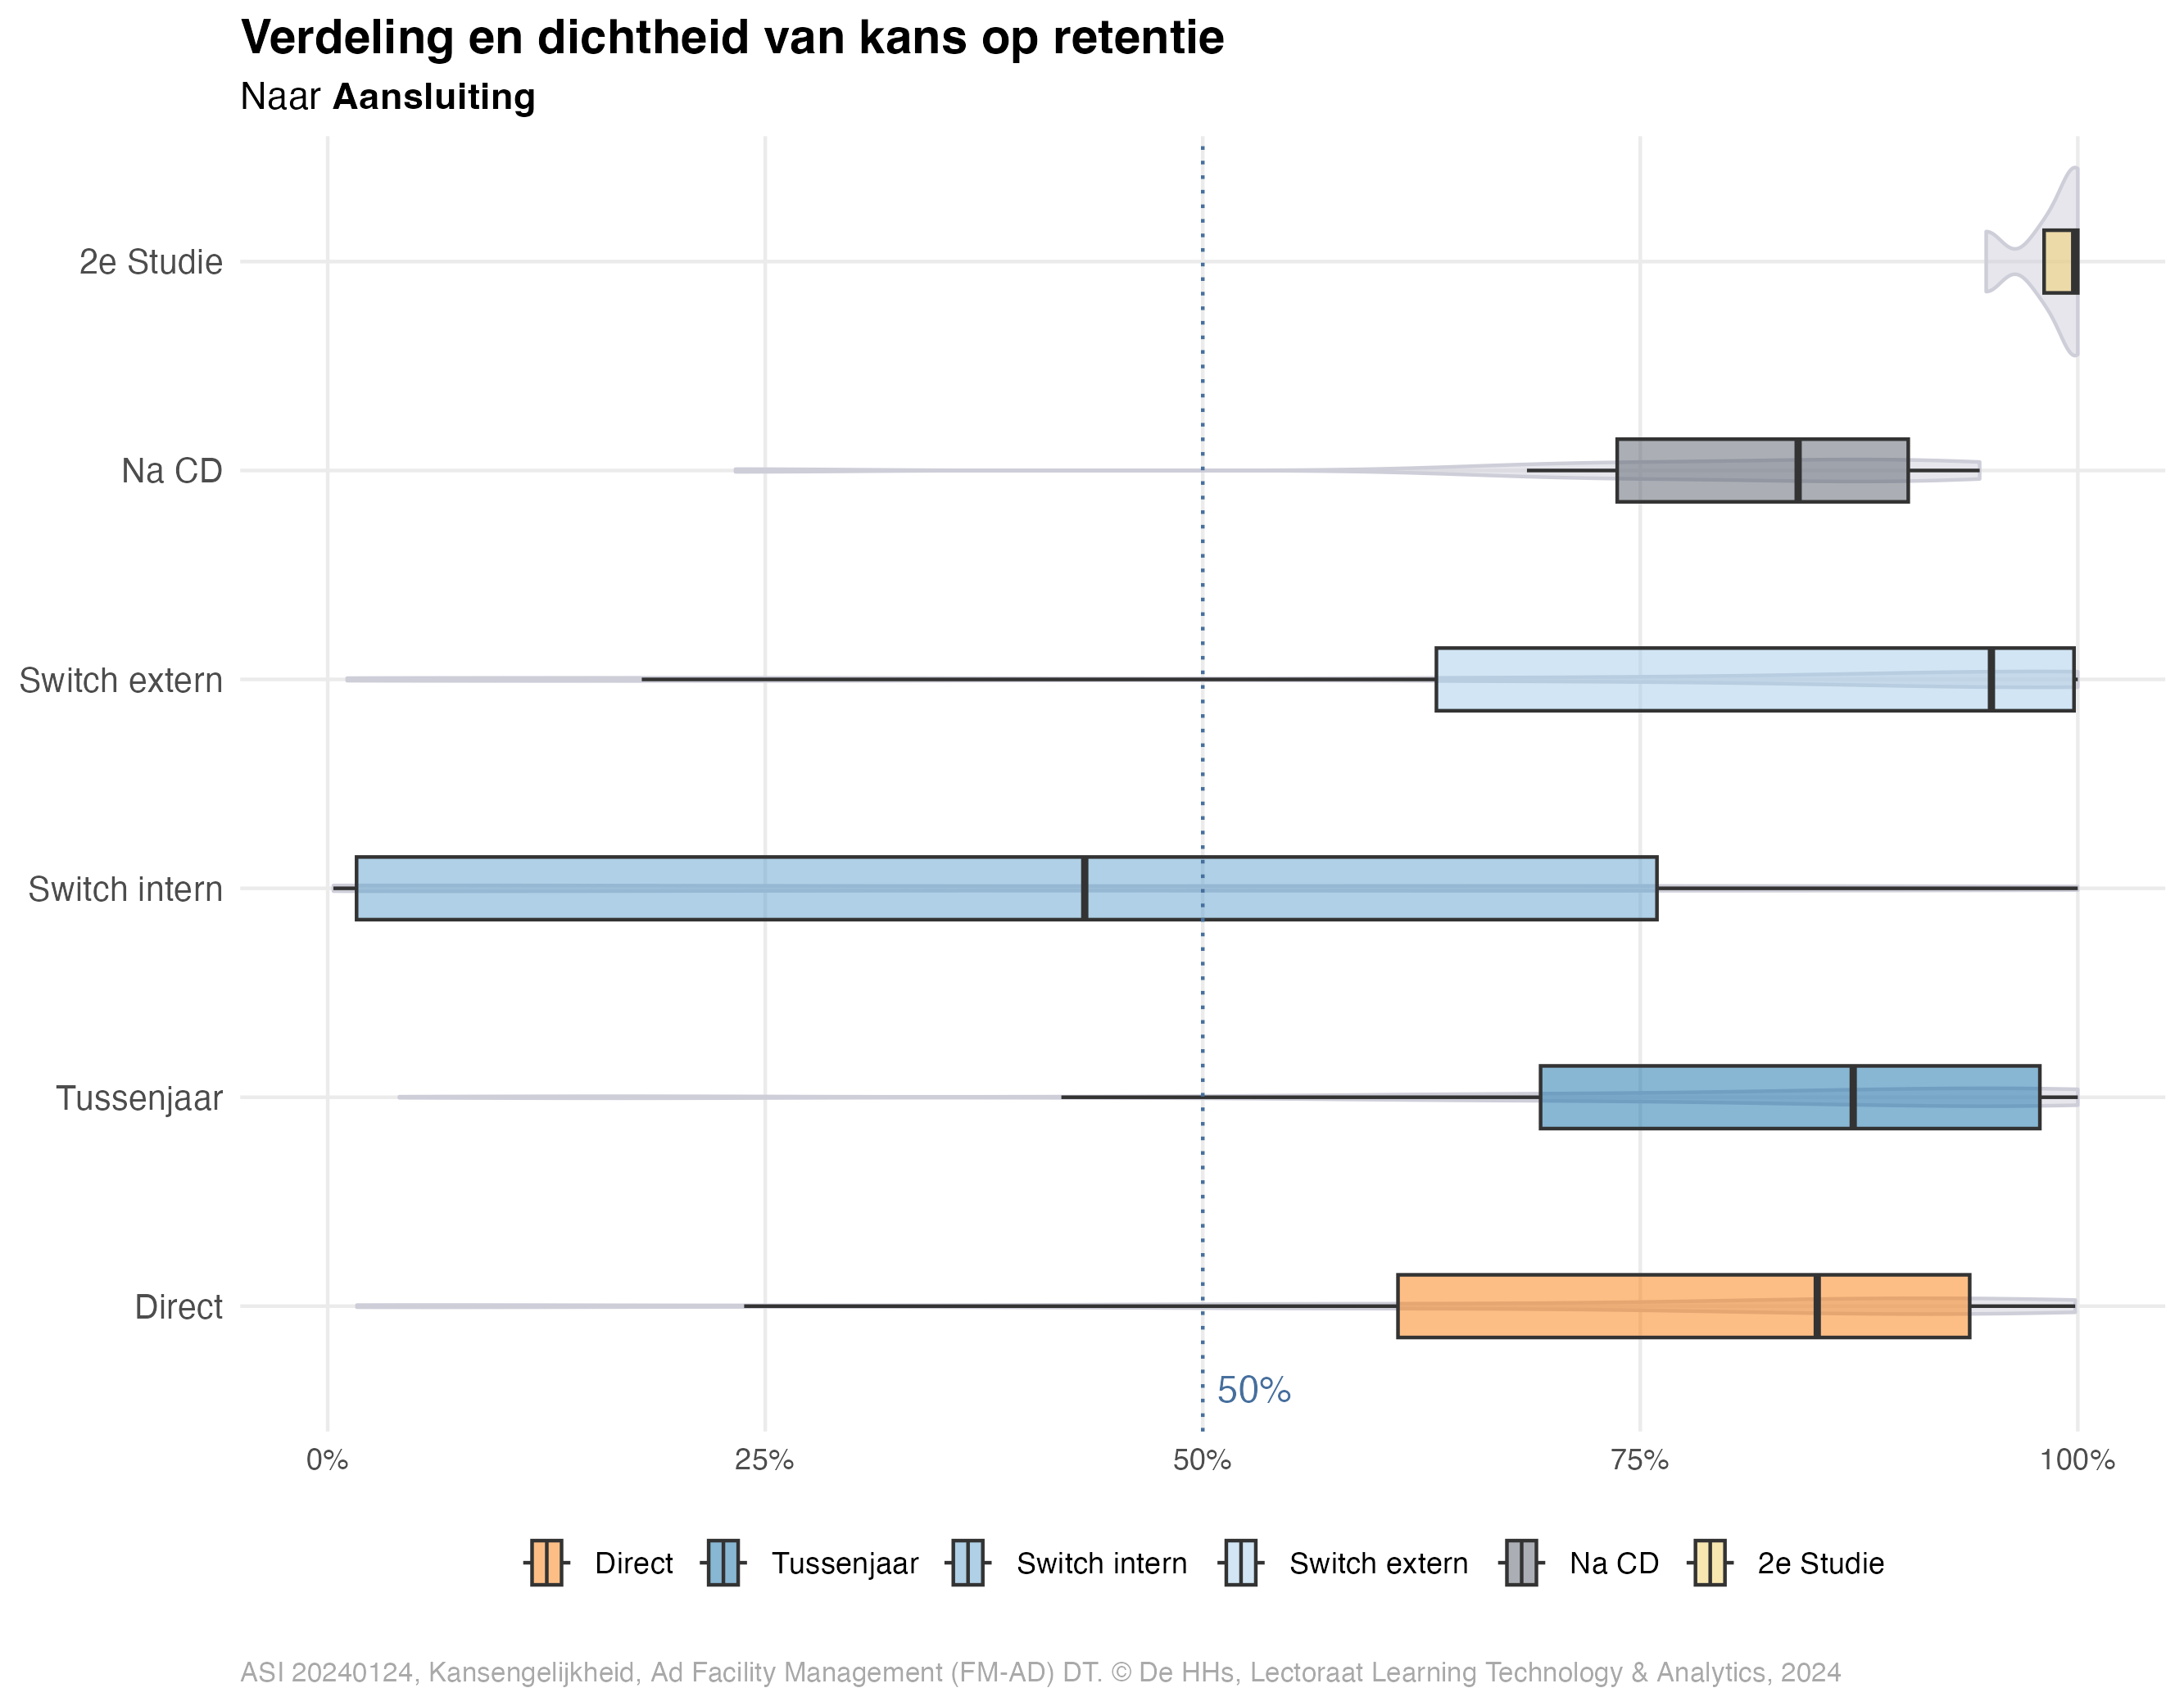 Verdeling en dichtheid van kans op retentie
Naar Aansluiting
2e Studie
Na CD
Switch extern
Switch intern
Tussenjaar
Direct
50%
0% 25% 50% 75% 100%
Direct Tussenjaar Switch intern Switch extern Na CD 2e Studie
ASI 20240124, Kansengelijkheid, Ad Facility Management (FM-AD) DT. © De HHs, Lectoraat Learning Technology & Analytics, 2024